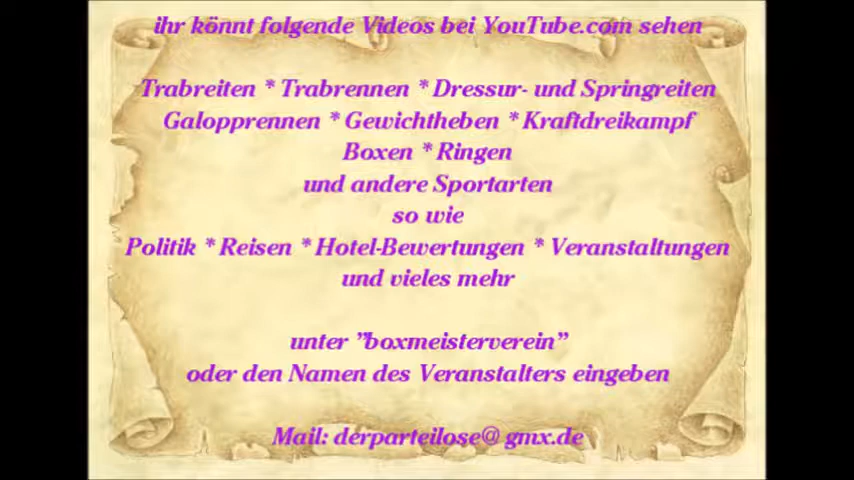 ihr könnt folgende Videos bei YouTube.com sehen
Trabreiten * Trabrennen * Dressur- und Springreiten
Galopprennen * Gewichtheben * Kraftdreikampf
Boxen * Ringen
und andere Sportarten
so wie
Politik * Reisen * Hotel-Bewertungen * Veranstaltungen
und vieles mehr
unter "boxmeisterverein"
oder den Namen des Veranstalters eingeben
Mail: derparteilose@ gmx.de